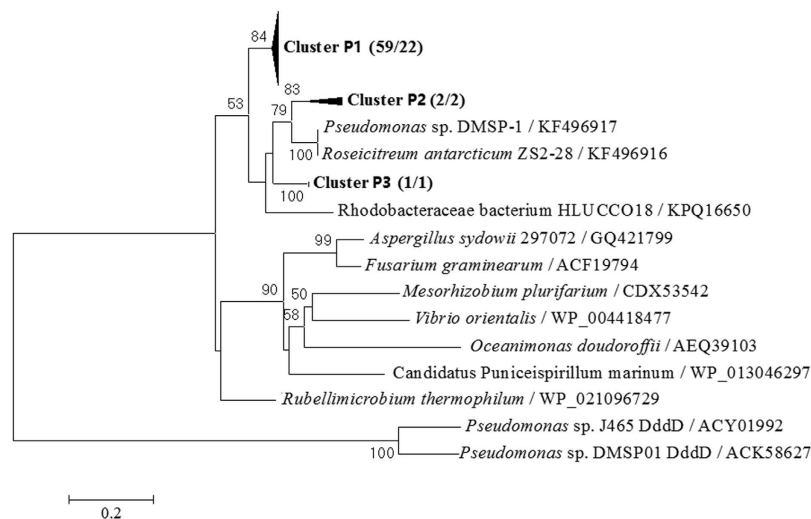 84
Cluster P1 (59/22)
53
83
Cluster P2 (2/2)
79
Pseudomonas sp. DMSP-1 / KF496917
100
Roseicitreum antarcticum ZS2-28 / KF496916
Cluster P3 (1/1)
100
Rhodobacteraceae bacterium HLUCCO18 / KPQ16650
99
Aspergillus sydowii 297072 / GQ421799
Fusarium graminearum / ACF19794
90
50
Mesorhizobium plurifarium / CDX53542
58
Vibrio orientalis / WP_004418477
Oceanimonas doudoroffii / AEQ39103
Candidatus Puniceispirillum marinum / WP_013046297
Rubellimicrobium thermophilum / WP_021096729
Pseudomonas sp. J465 DddD / ACY01992
100
Pseudomonas sp. DMSP01 DddD / ACK58627
0.2